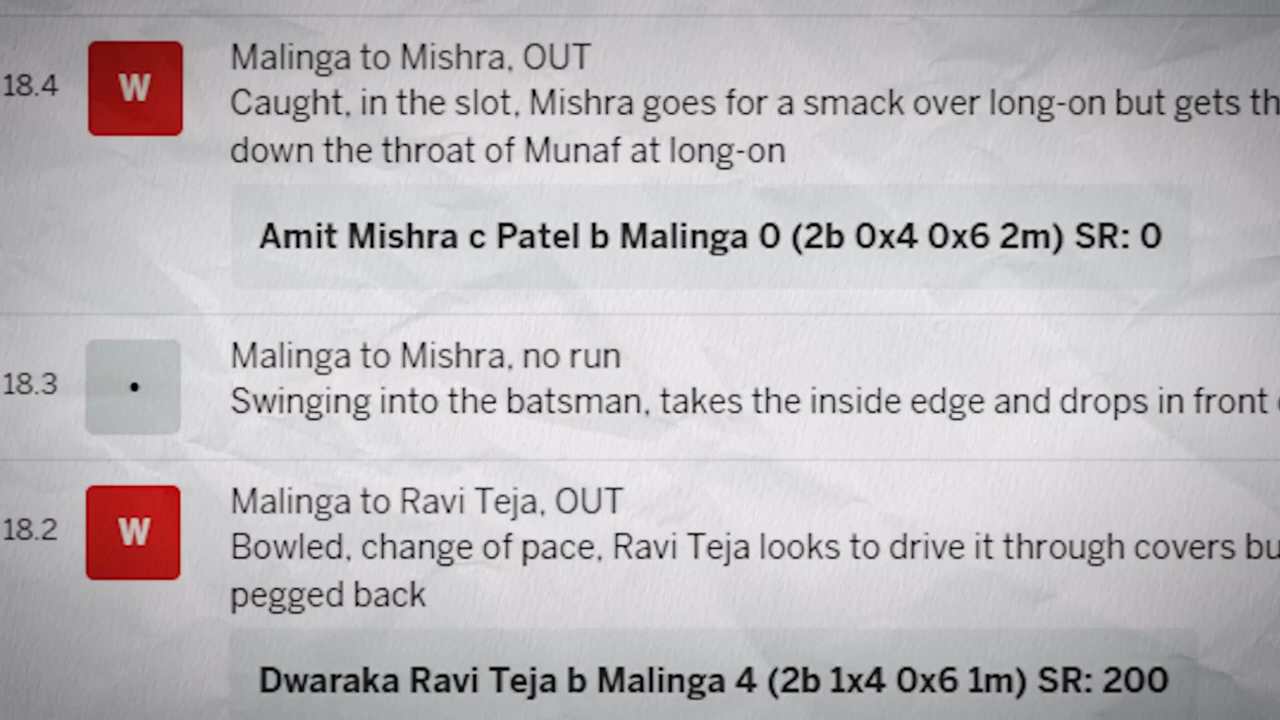 18.4
W
Malinga to Mishra, OUT
Caught, in the slot, Mishra goes for a smack over long-on but gets
down the throat of Munaf at long-on
Amit Mishra c Patel b Malinga 0 (2b 0x4 0x6 2m) SR: 0
18.3
•
Malinga to Mishra, no run
Swinging into the batsman, takes the inside edge and drops in front
18.2
W
Malinga to Ravi Teja, OUT
Bowled, change of pace, Ravi Teja looks to drive it through covers
pegged back
Dwaraka Ravi Teja b Malinga 4 (2b 1x4 0x6 1m) SR: 200